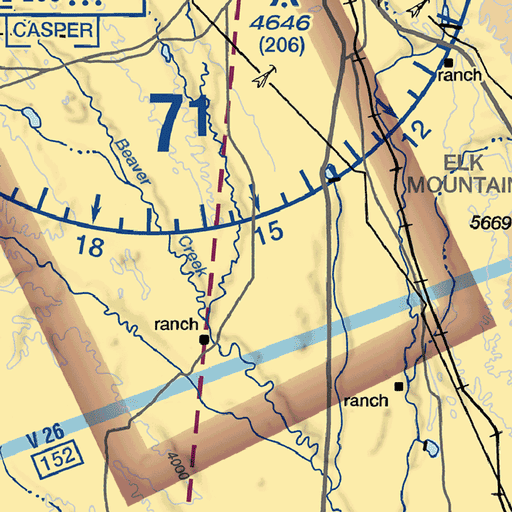 CASPER
4646
(206)
ranch
71
12
Beaver
ELK
MOUNTAIN
5669
18
15
Creek
ranch
ranch
V 26
152
4000